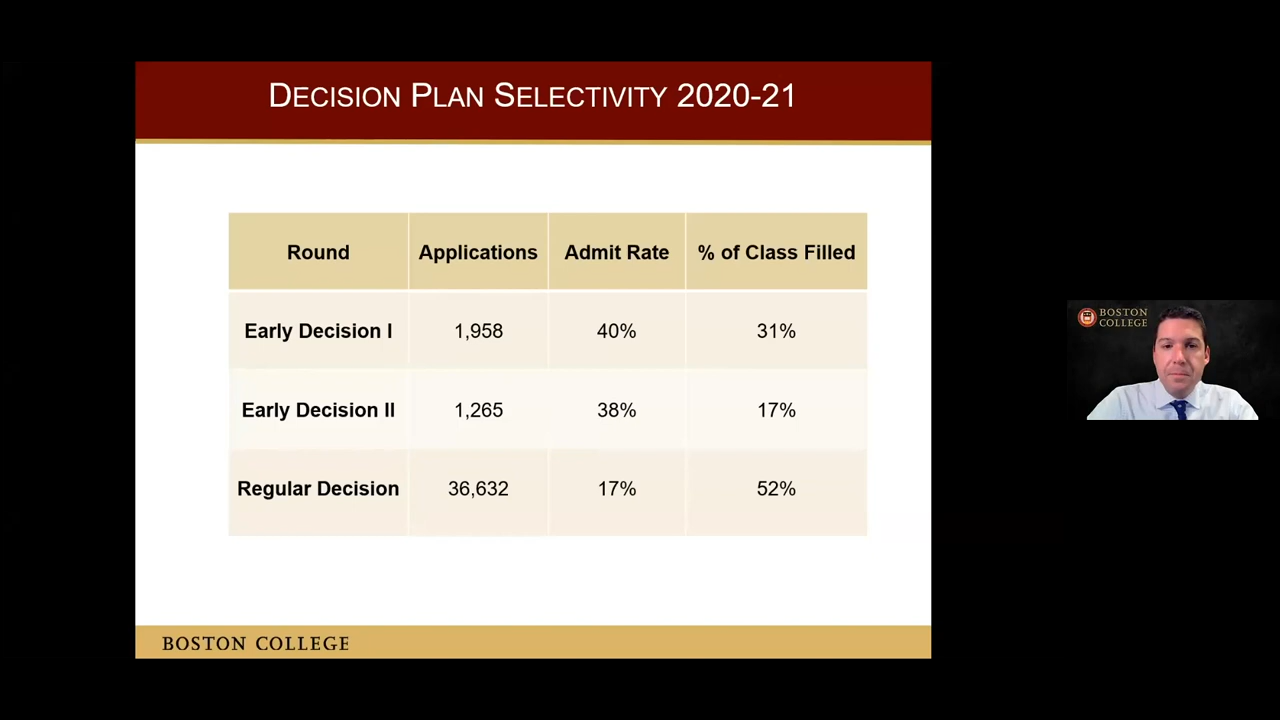 DECISION PLAN SELECTIVITY 2020-21
Round Applications Admit Rate % of Class Filled
Early Decision I 1,958 40% 31%
Early Decision II 1,265 38% 17%
Regular Decision 36,632 17% 52%
BOSTON COLLEGE
BOSTON
COLLEGE